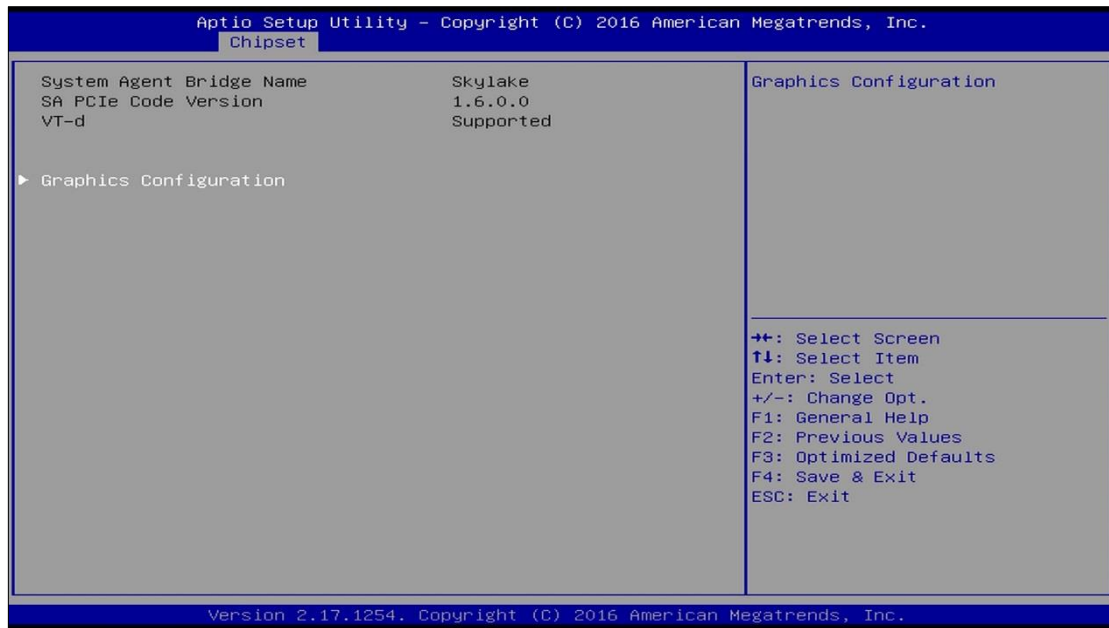 Aptio Setup Utility – Copyright (C) 2016 American Megatrends, Inc.
Chipset
System Agent Bridge Name Skylake
SA PCIe Code Version 1.6.0.0
VT-d Supported
► Graphics Configuration
Graphics Configuration
→←: Select Screen
↑↓: Select Item
Enter: Select
+/-: Change Opt.
F1: General Help
F2: Previous Values
F3: Optimized Defaults
F4: Save & Exit
ESC: Exit
Version 2.17.1254. Copyright (C) 2016 American Megatrends, Inc.